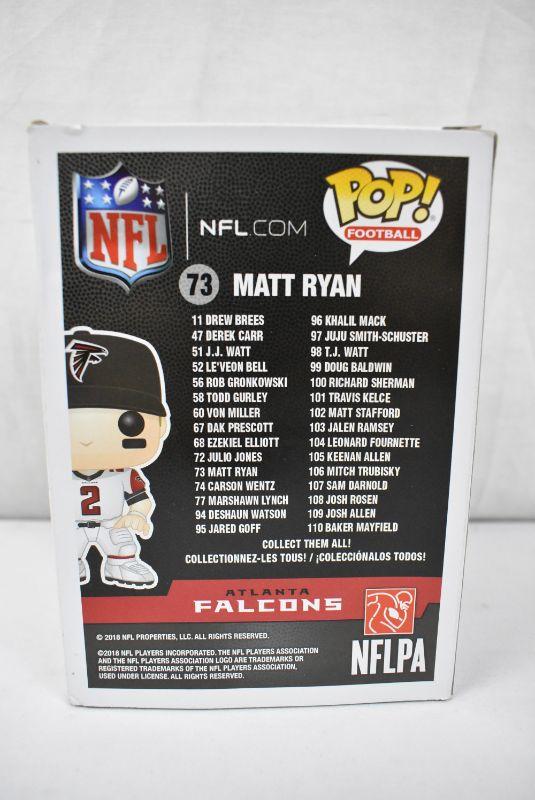 NFL
NFL.COM
POP!
FOOTBALL
73 MATT RYAN
11 DREW BREES
47 DEREK CARR
51 J.J. WATT
52 LE'VEON BELL
56 ROB GRONKOWSKI
58 TODD GURLEY
60 VON MILLER
67 DAK PRESCOTT
68 EZEKIEL ELLIOTT
72 JULIO JONES
73 MATT RYAN
74 CARSON WENTZ
77 MARSHAWN LYNCH
94 DESHAUN WATSON
95 JARED GOFF
96 KHALIL MACK
97 JUJU SMITH-SCHUSTER
98 T.J. WATT
99 DOUG BALDWIN
100 RICHARD SHERMAN
101 TRAVIS KELCE
102 MATT STAFFORD
103 JALEN RAMSEY
104 LEONARD FOURNETTE
105 KEENAN ALLEN
106 MITCH TRUBISKY
107 SAM DARNOLD
108 JOSH ROSEN
109 JOSH ALLEN
110 BAKER MAYFIELD
COLLECT THEM ALL!
COLLECTIONNEZ-LES TOUS! / ¡COLECCIÓNALOS TODOS!
2
ATLANTA
FALCONS
© 2018 NFL PROPERTIES, LLC. ALL RIGHTS RESERVED.
©2018 NFL PLAYERS INCORPORATED. THE NFL PLAYERS ASSOCIATION
AND THE NFL PLAYERS ASSOCIATION LOGO ARE TRADEMARKS OR
REGISTERED TRADEMARKS OF THE NFL PLAYERS ASSOCIATION,
USED UNDER LICENSE. ALL RIGHTS RESERVED.
NFLPA